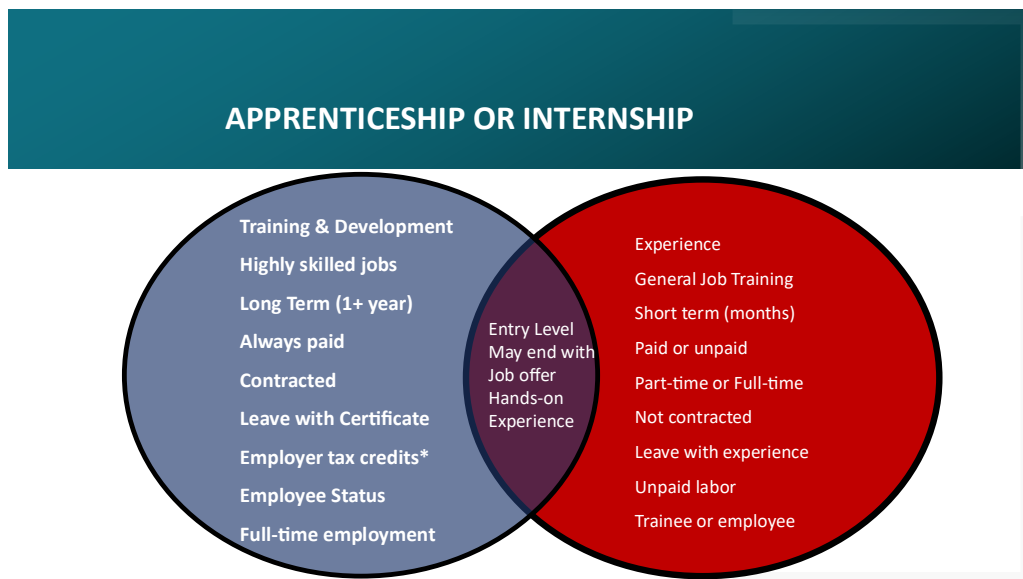 APPRENTICESHIP OR INTERNSHIP
Training & Development
Highly skilled jobs
Long Term (1+ year)
Always paid
Contracted
Leave with Certificate
Employer tax credits*
Employee Status
Full-time employment
Entry Level
May end with
Job offer
Hands-on
Experience
Experience
General Job Training
Short term (months)
Paid or unpaid
Part-time or Full-time
Not contracted
Leave with experience
Unpaid labor
Trainee or employee